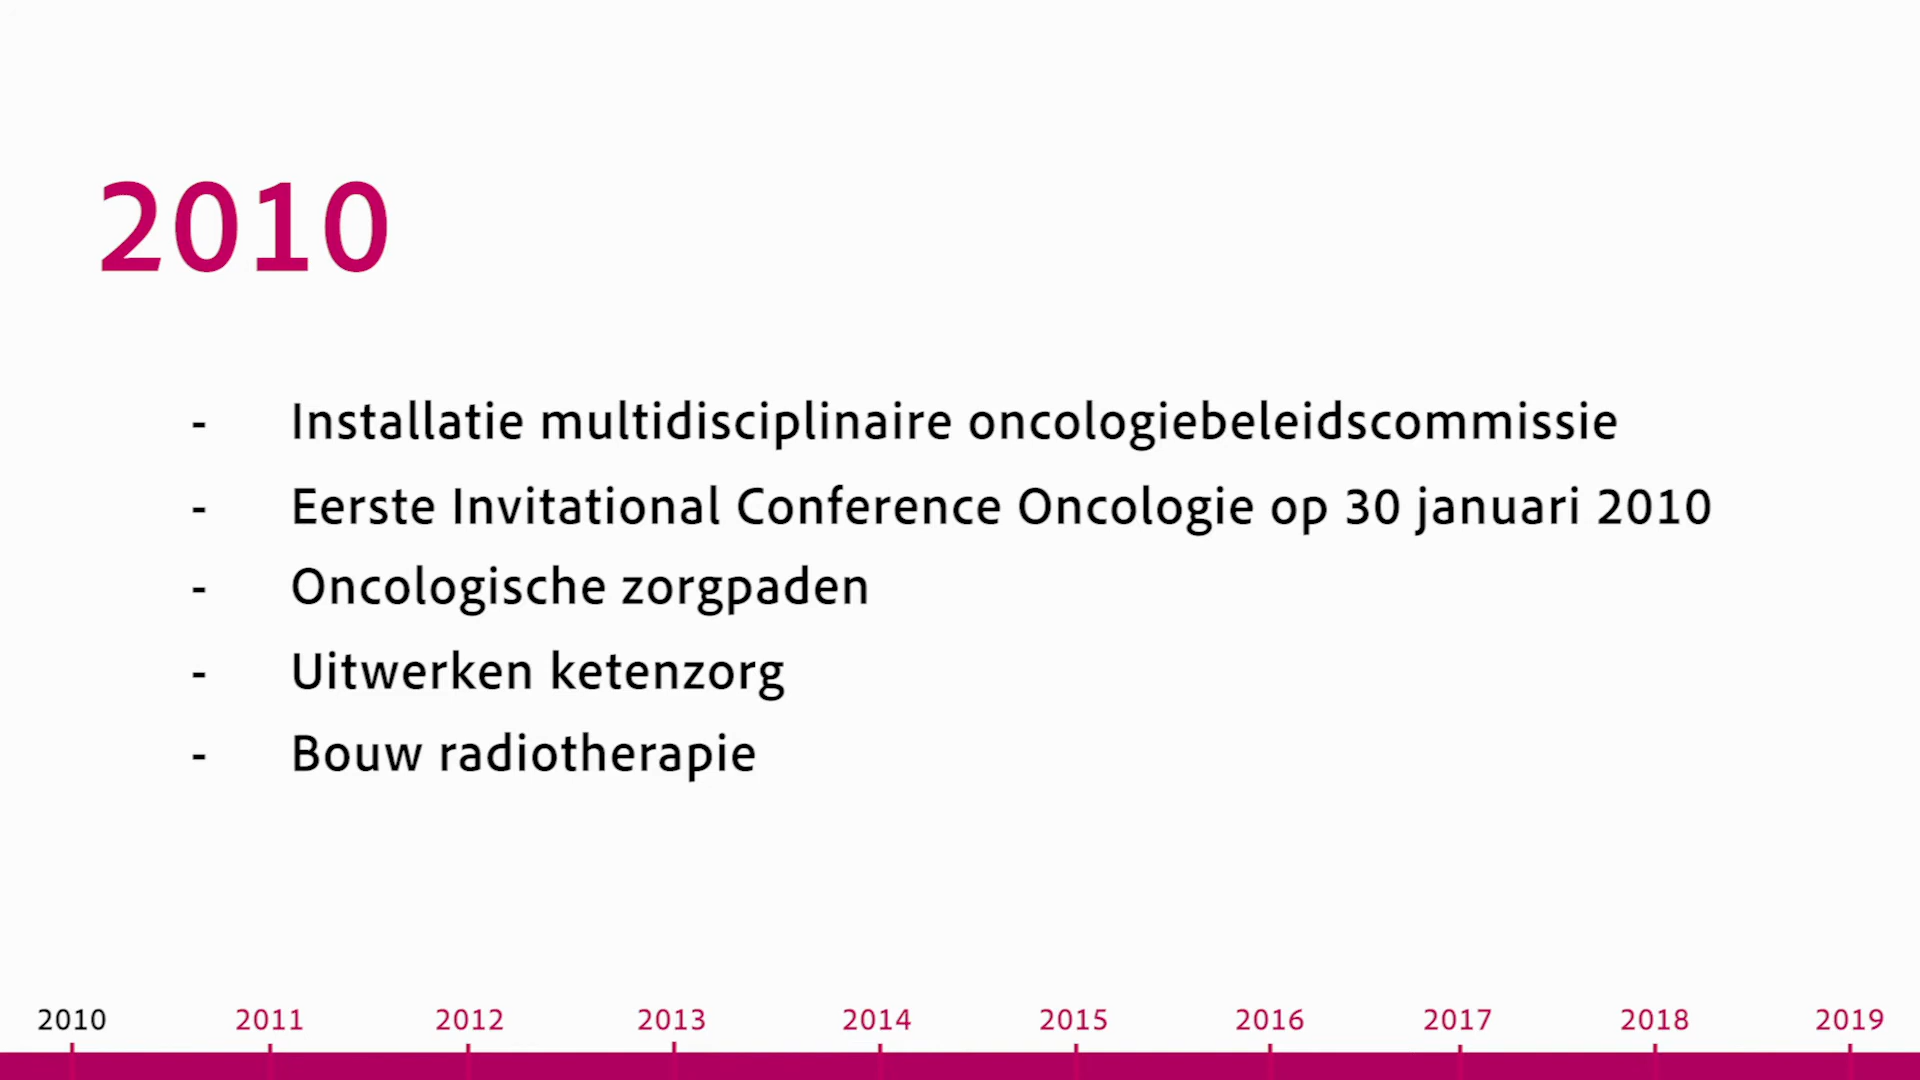 2010
- Installatie multidisciplinaire oncologiebeleidscommissie
- Eerste Invitational Conference Oncologie op 30 januari 2010
- Oncologische zorgpaden
- Uitwerken ketenzorg
- Bouw radiotherapie
2010 2011 2012 2013 2014 2015 2016 2017 2018 2019